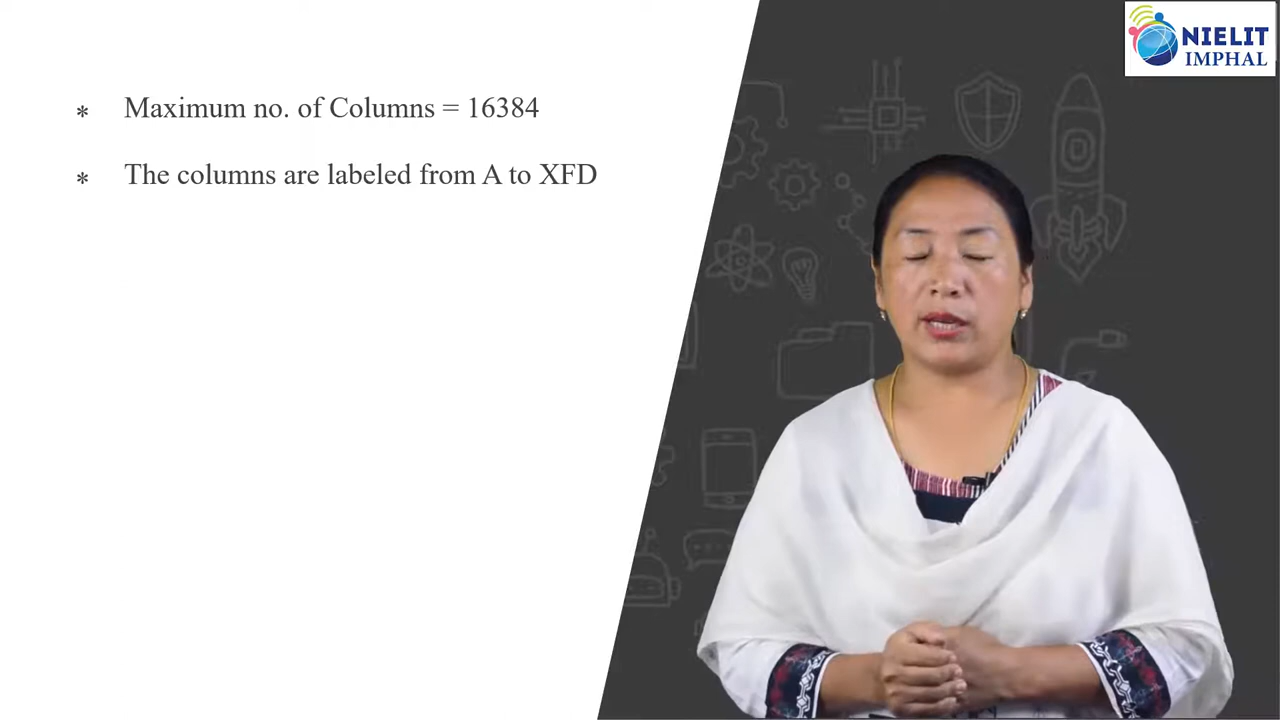 NIELIT
IMPHAL
* Maximum no. of Columns = 16384
* The columns are labeled from A to XFD